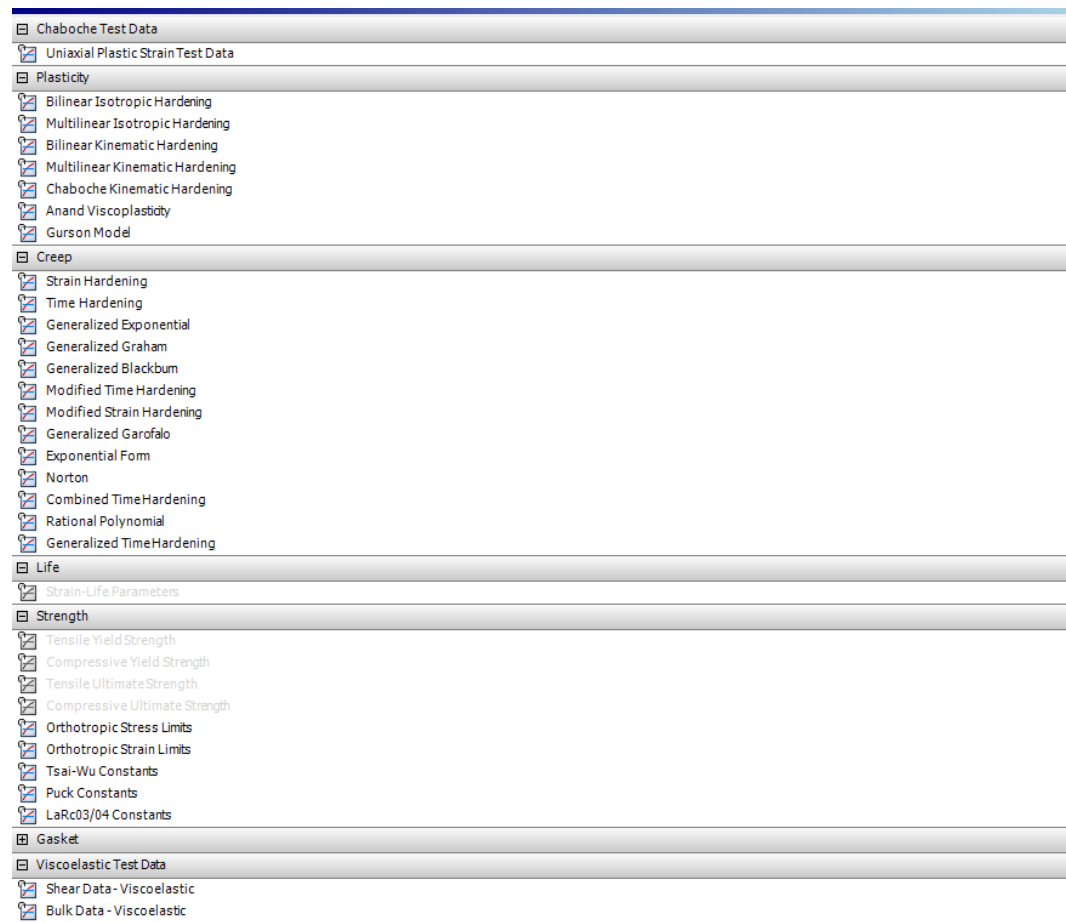 Chaboche Test Data
Uniaxial Plastic Strain Test Data
Plasticity
Bilinear Isotropic Hardening
Multilinear Isotropic Hardening
Bilinear Kinematic Hardening
Multilinear Kinematic Hardening
Chaboche Kinematic Hardening
Anand Viscoplasticity
Gurson Model
Creep
Strain Hardening
Time Hardening
Generalized Exponential
Generalized Graham
Generalized Blackburn
Modified Time Hardening
Modified Strain Hardening
Generalized Garofalo
Exponential Form
Norton
Combined Time Hardening
Rational Polynomial
Generalized Time Hardening
Life
Strain-Life Parameters
Strength
Tensile Yield Strength
Compressive Yield Strength
Tensile Ultimate Strength
Compressive Ultimate Strength
Orthotropic Stress Limits
Orthotropic Strain Limits
Tsai-Wu Constants
Puck Constants
LaRc03/04 Constants
Gasket
Viscoelastic Test Data
Shear Data - Viscoelastic
Bulk Data - Viscoelastic